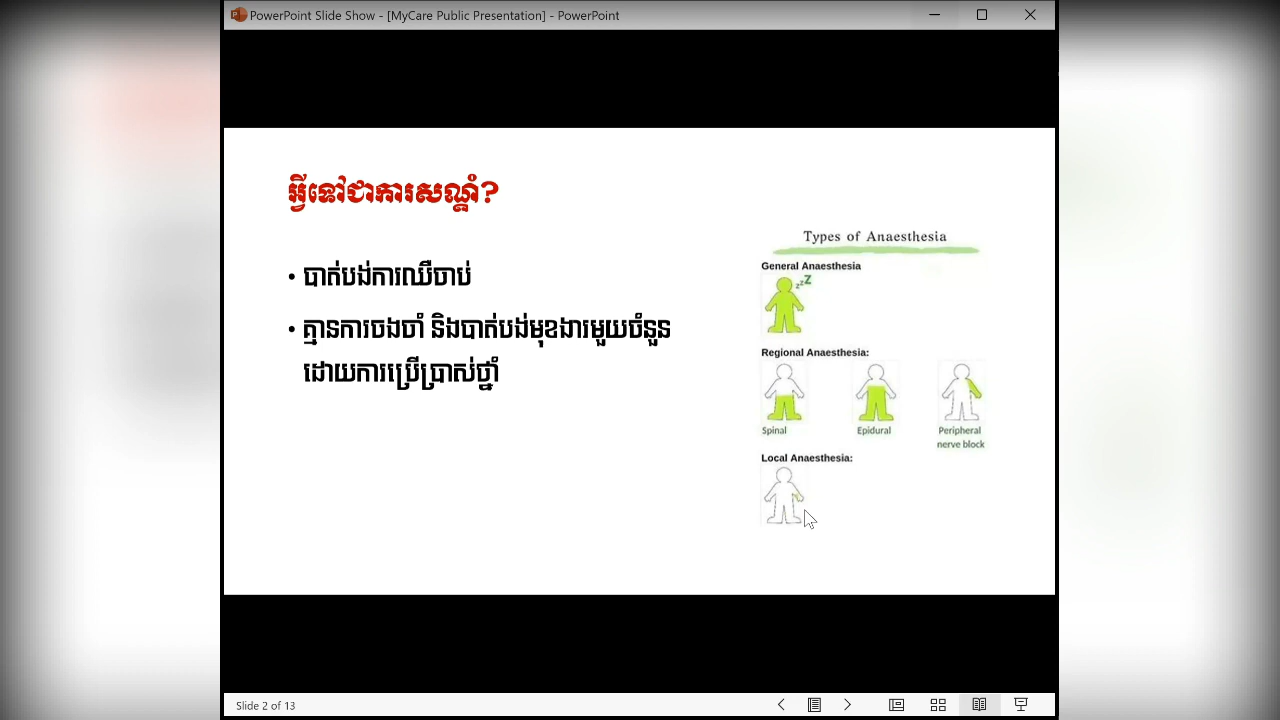 PowerPoint Slide Show - [MyCare Public Presentation] - PowerPoint
អ្វីទៅជាការសណ្ដំ?
• បាត់បង់ការឈឺចាប់
• គ្មានការចងចាំ និងបាត់បង់មុខងារមួយចំនួន
ដោយការប្រើប្រាស់ថ្នាំ
Types of Anaesthesia
General Anaesthesia
zzZ
Regional Anaesthesia:
Spinal
Epidural
Peripheral
nerve block
Local Anaesthesia:
Slide 2 of 13